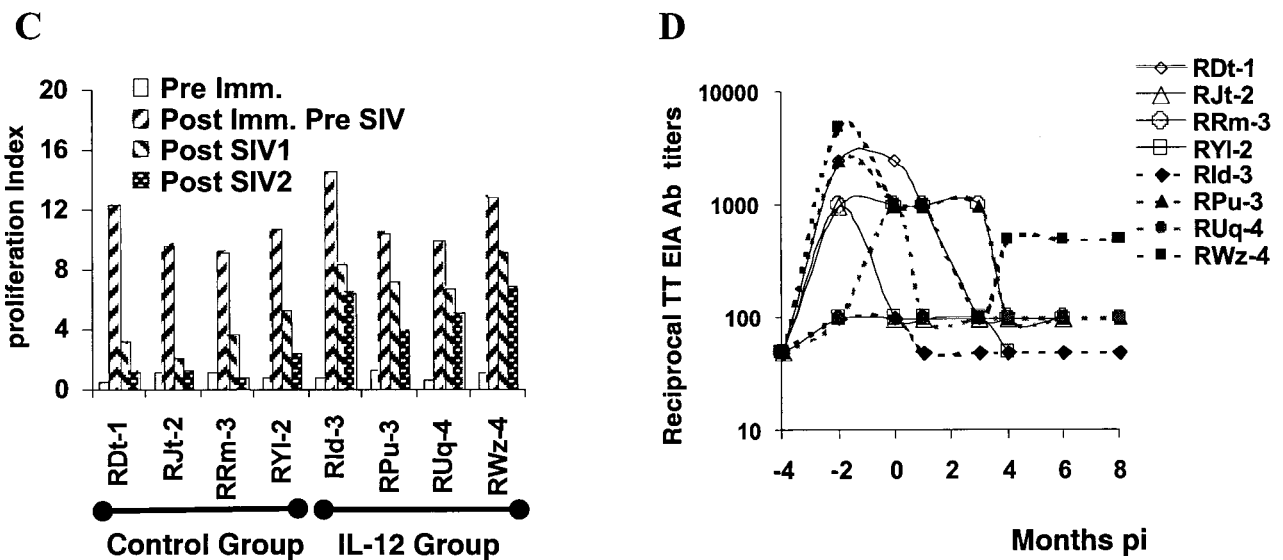 C
20
16
12
8
4
0
proliferation Index
Pre Imm.
Post Imm. Pre SIV
Post SIV1
Post SIV2
RDt-1
RJt-2
RRm-3
RYl-2
RId-3
RPu-3
RUq-4
RWz-4
Control Group
IL-12 Group
D
10000
1000
100
10
Reciprocal TT EIA Ab titers
-4
-2
0
2
4
6
8
Months pi
RDt-1
RJt-2
RRm-3
RYl-2
RId-3
RPu-3
RUq-4
RWz-4